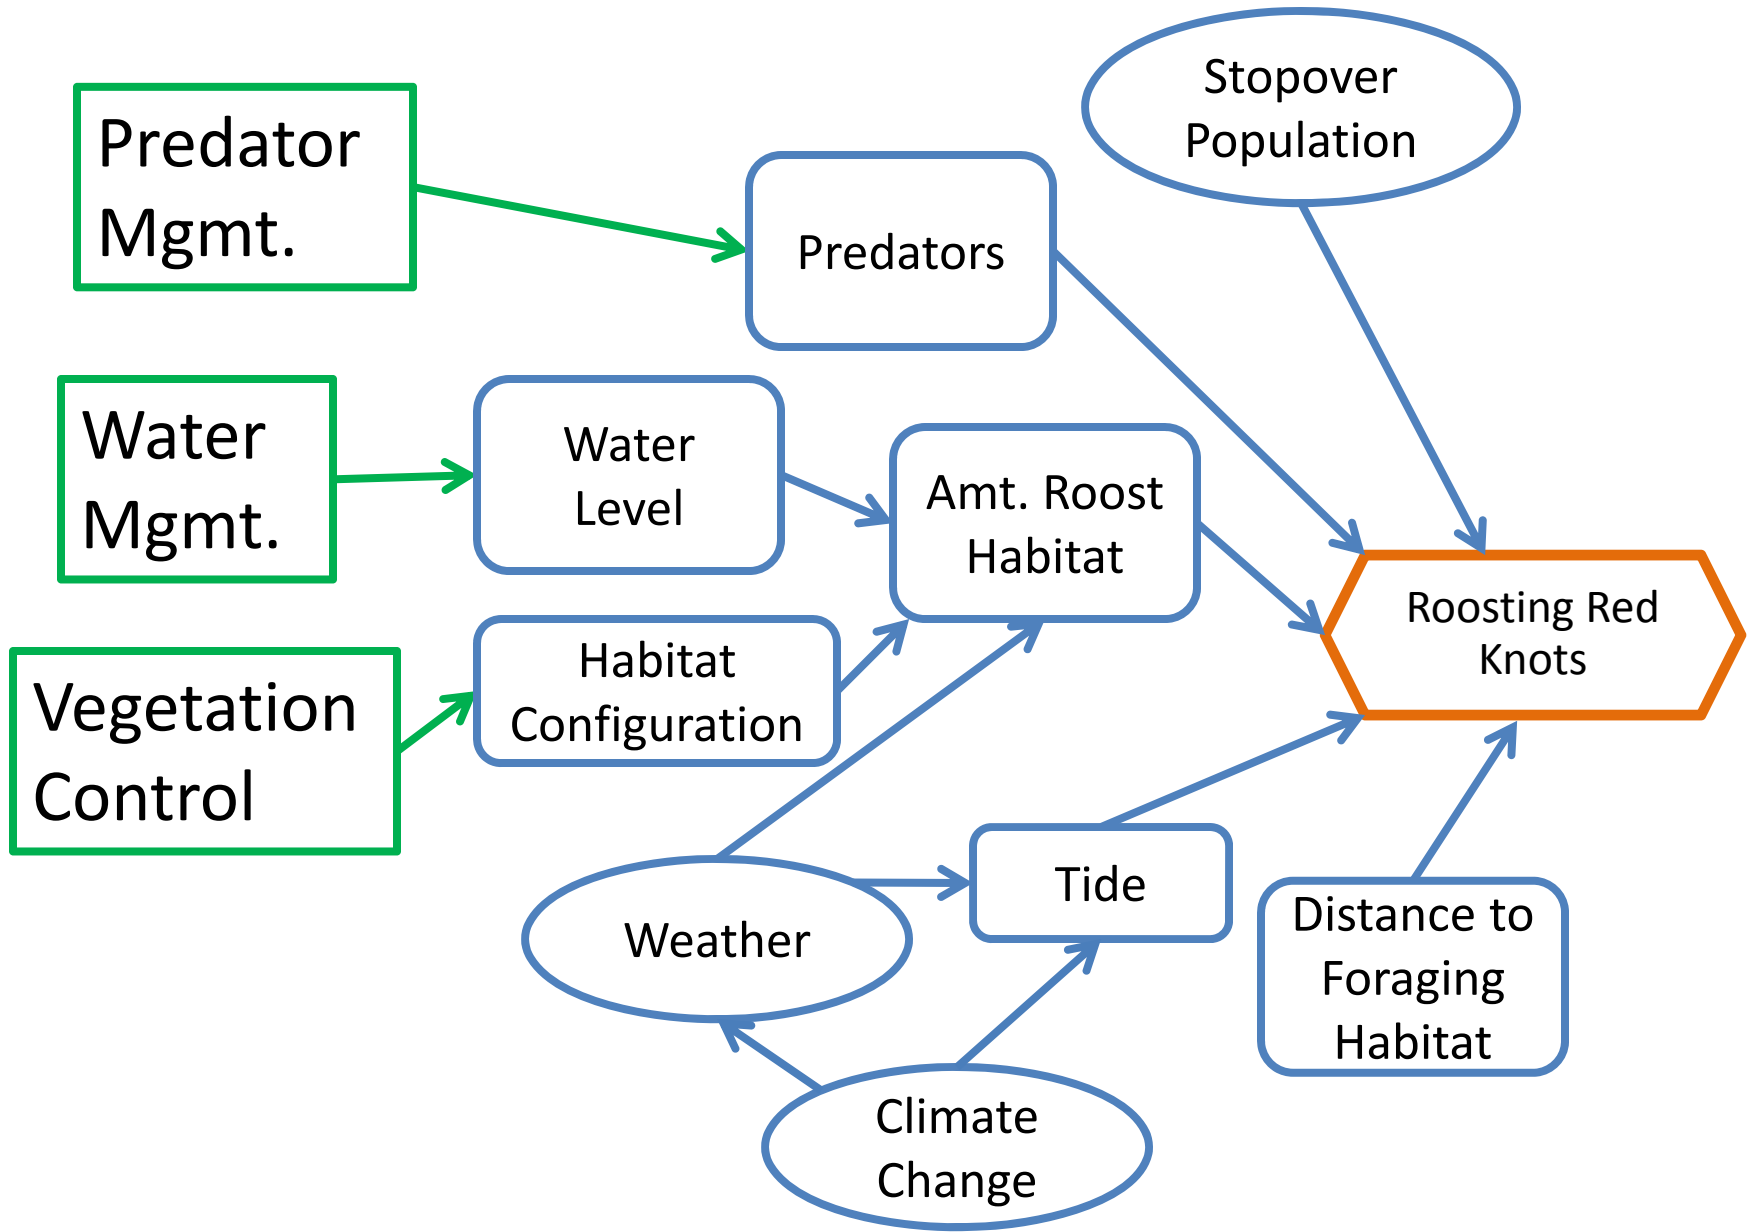 Stopover
Population
Predator
Mgmt.
Predators
Water
Mgmt.
Water
Level
Amt. Roost
Habitat
Roosting Red
Knots
Habitat
Configuration
Vegetation
Control
Tide
Weather
Distance to
Foraging
Habitat
Climate
Change